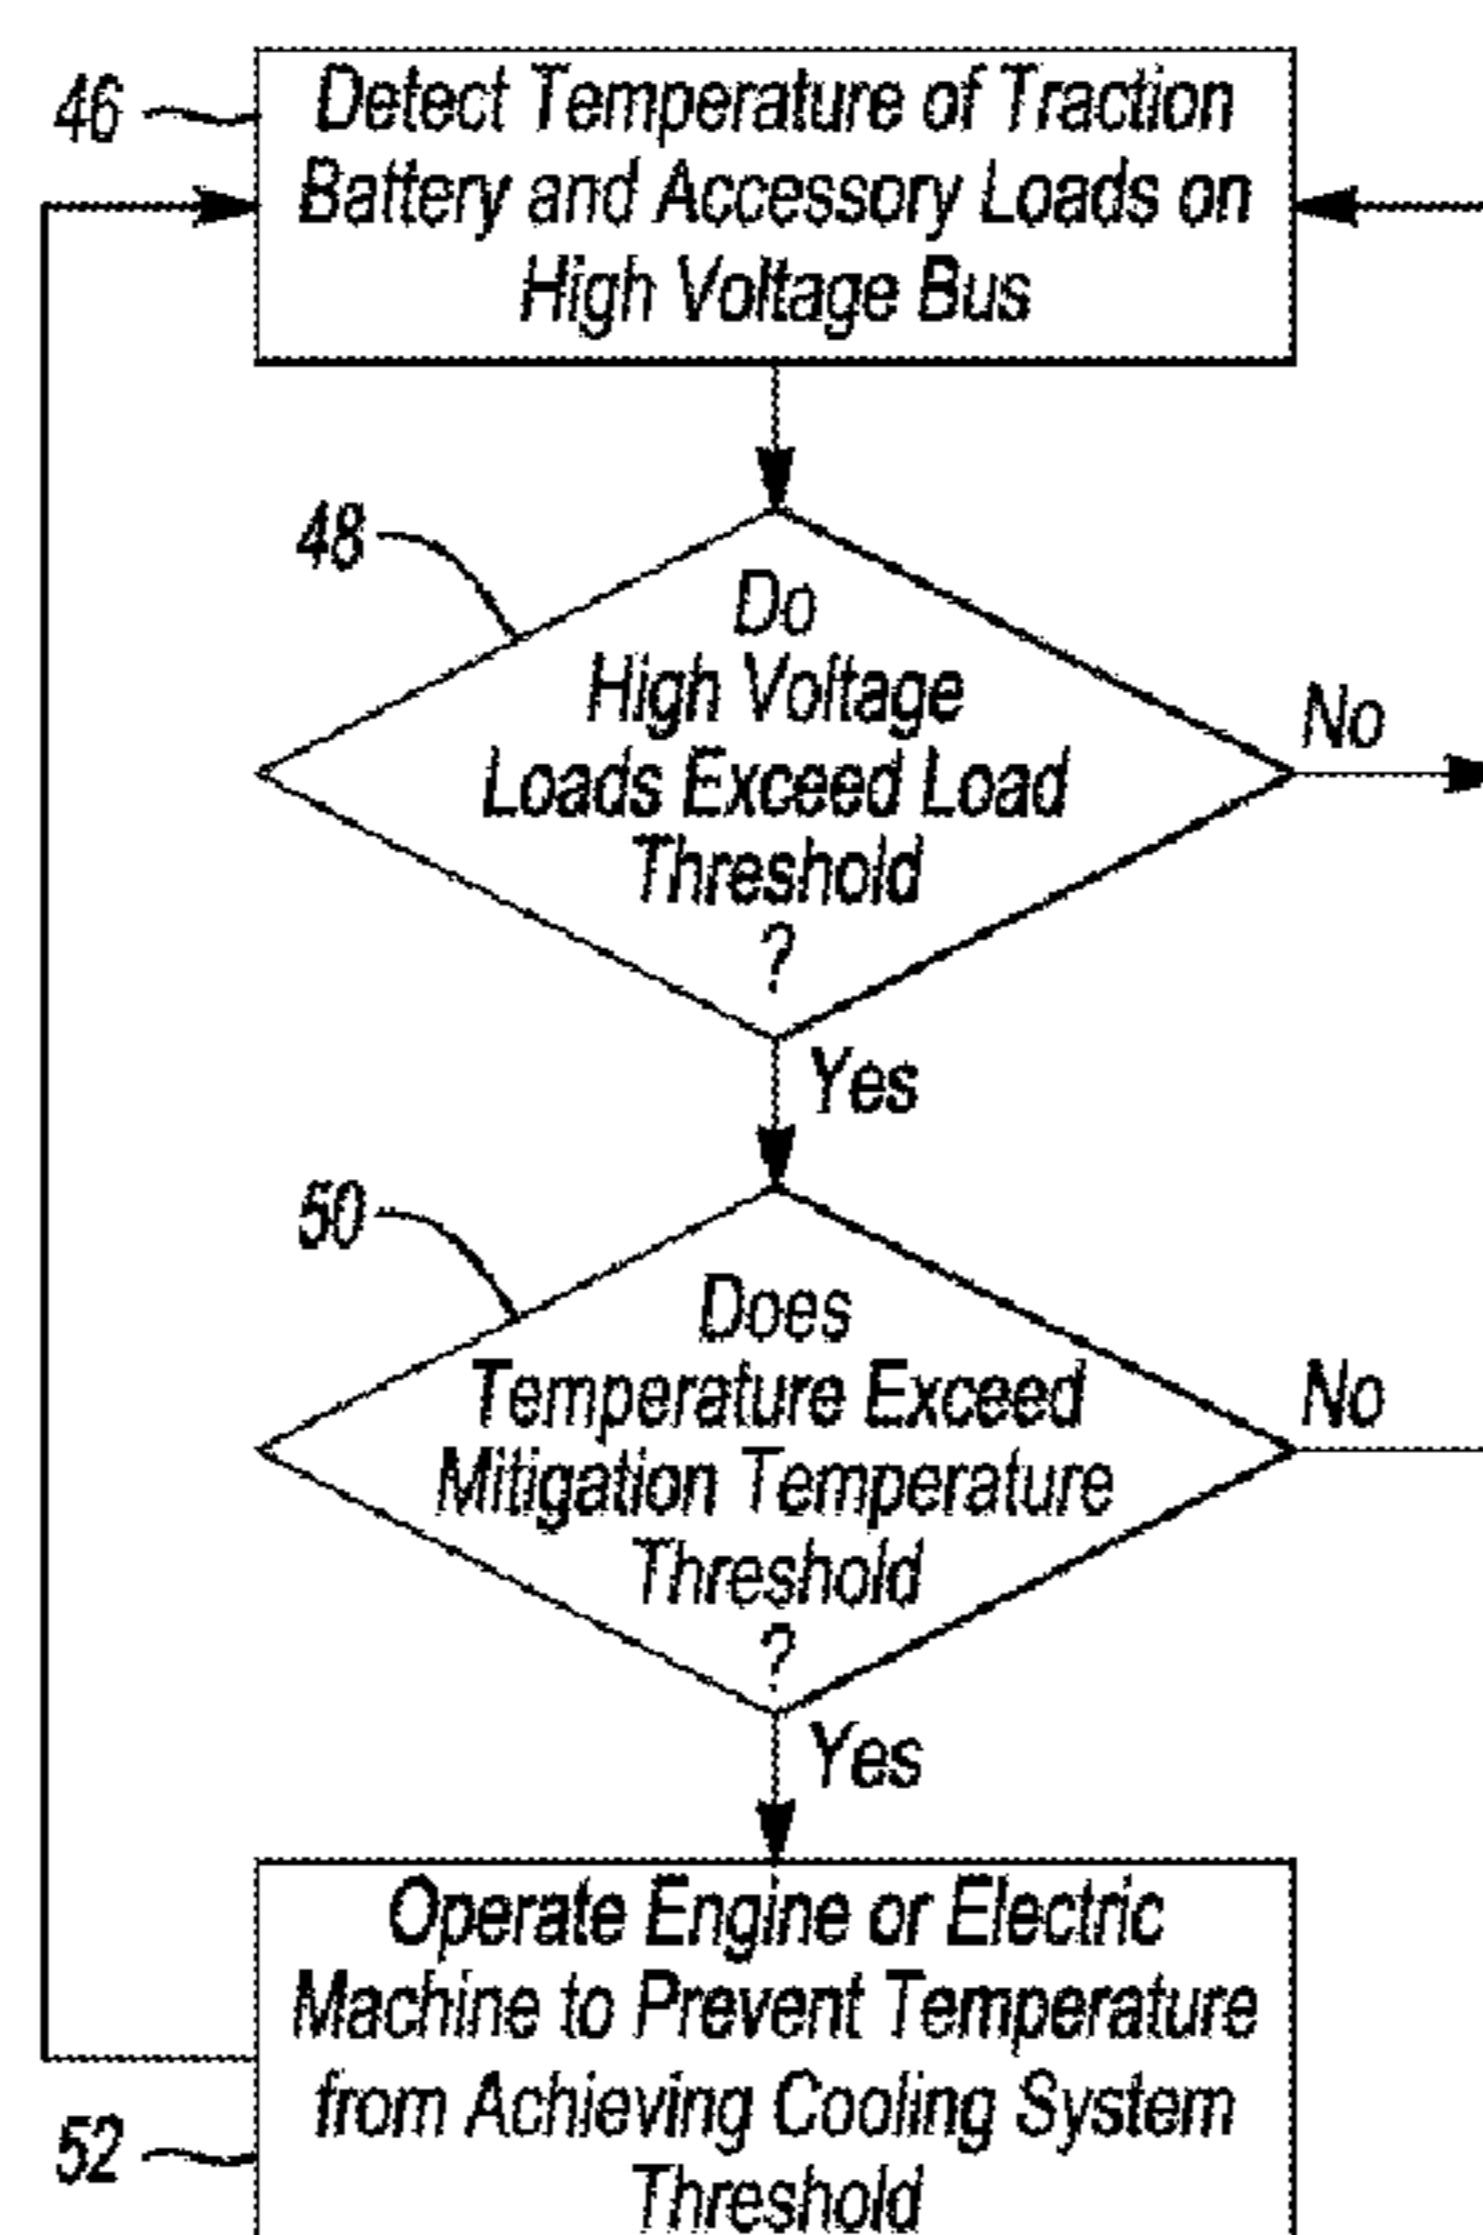 46
Detect Temperature of Traction
Battery and Accessory Loads on
High Voltage Bus
48
Do
High Voltage
Loads Exceed Load
Threshold
?
No
Yes
50
Does
Temperature Exceed
Mitigation Temperature
Threshold
?
No
Yes
Operate Engine or Electric
Machine to Prevent Temperature
from Achieving Cooling System
Threshold
52